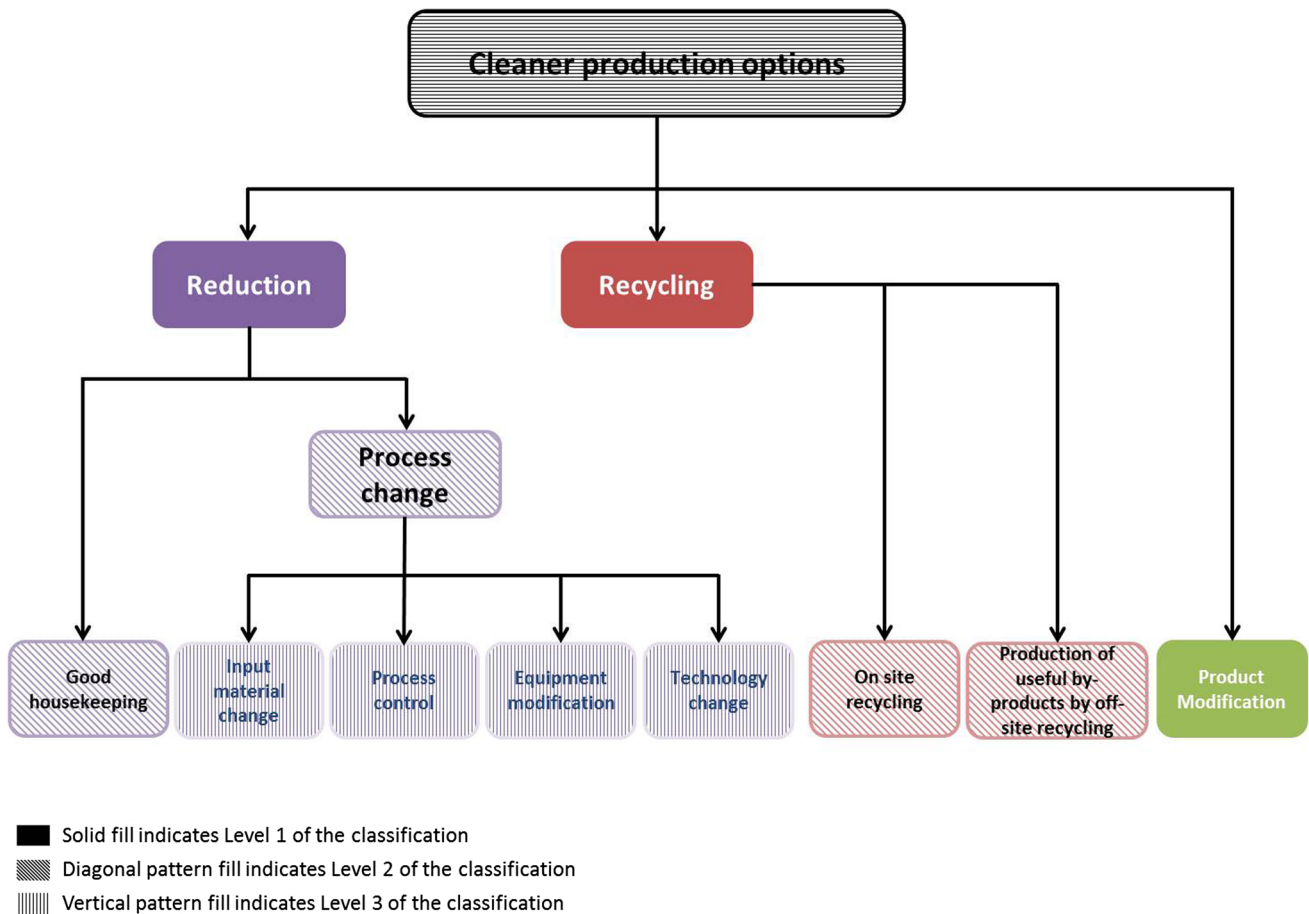 Cleaner production options
Reduction
Recycling
Process
change
Good
housekeeping
Input
material
change
Process
control
Equipment
modification
Technology
change
On site
recycling
Production of
useful by-
products by off-
site recycling
Product
Modification
Solid fill indicates Level 1 of the classification
Diagonal pattern fill indicates Level 2 of the classification
Vertical pattern fill indicates Level 3 of the classification